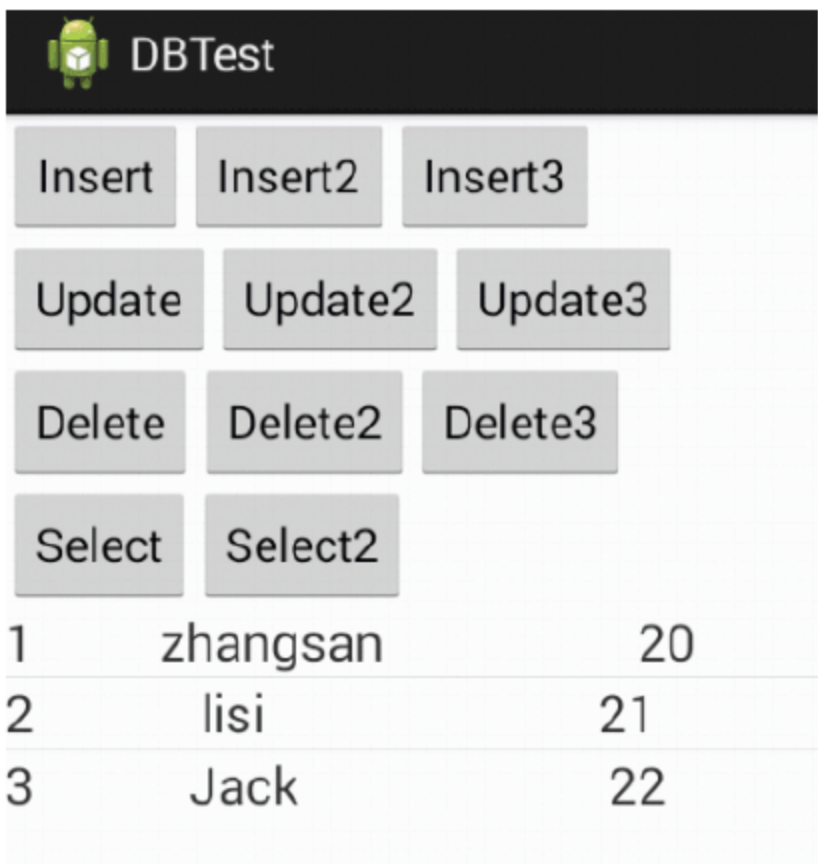 DBTest
Insert Insert2 Insert3
Update Update2 Update3
Delete Delete2 Delete3
Select Select2
1 zhangsan 20
2 lisi 21
3 Jack 22